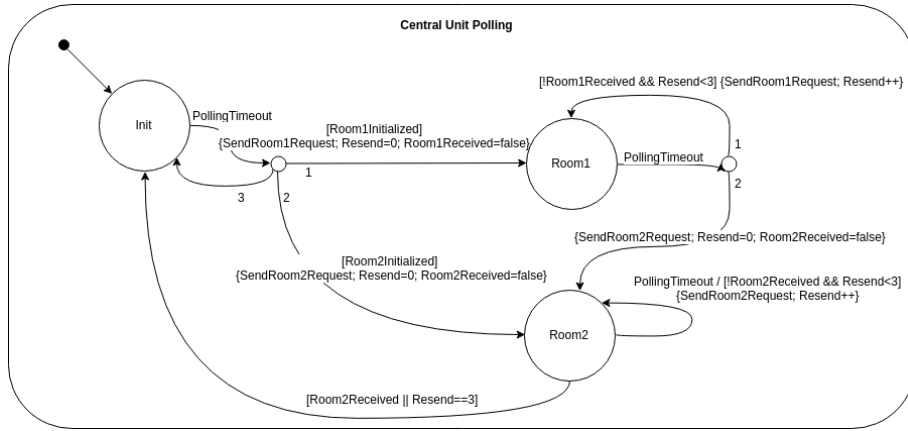 Central Unit Polling
[!Room1Received && Resend<3] {SendRoom1Request; Resend++}
Init
PollingTimeout
[Room1Initialized]
{SendRoom1Request; Resend=0; Room1Received=false}
1
Room1
PollingTimeout
1
2
3
2
1
{SendRoom2Request; Resend=0; Room2Received=false}
[Room2Initialized]
{SendRoom2Request; Resend=0; Room2Received=false}
PollingTimeout / [!Room2Received && Resend<3]
{SendRoom2Request; Resend++}
Room2
[Room2Received || Resend==3]